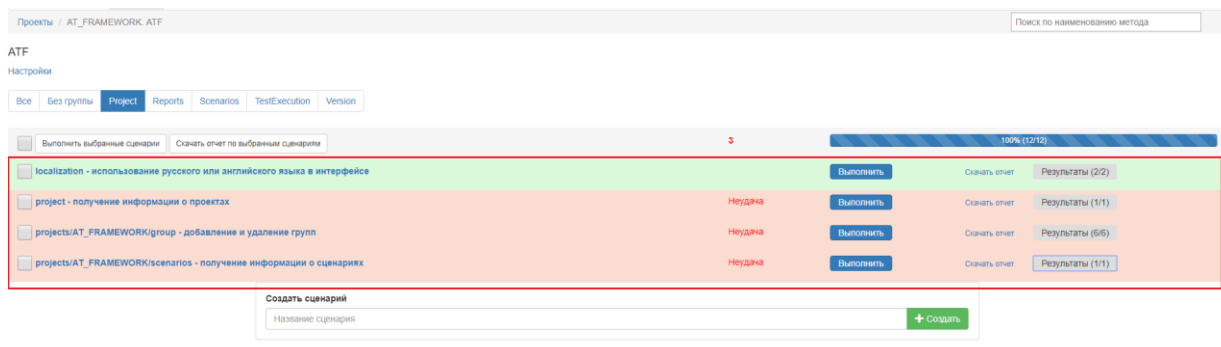 Проекты / AT_FRAMEWORK. ATF
Поиск по наименованию метода
ATF
Настройки
Все Без группы Project Reports Scenarios TestExecution Version
Выполнить выбранные сценарии Скачать отчет по выбранным сценариям 3 100% (12/12)
localization - использование русского или английского языка в интерфейсе Выполнить Скачать отчет Результаты (2/2)
project - получение информации о проектах Неудача Выполнить Скачать отчет Результаты (1/1)
projects/AT_FRAMEWORK/group - добавление и удаление групп Неудача Выполнить Скачать отчет Результаты (6/6)
projects/AT_FRAMEWORK/scenarios - получение информации о сценариях Неудача Выполнить Скачать отчет Результаты (1/1)
Создать сценарий
Название сценария + Создать